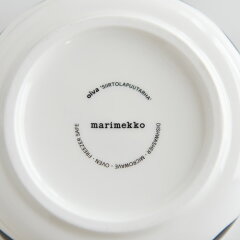 oiva 'SIIRTOLAPUUTARHA'
marimekko
DISHWASHER - MICROWAVE - OVEN - FREEZER SAFE